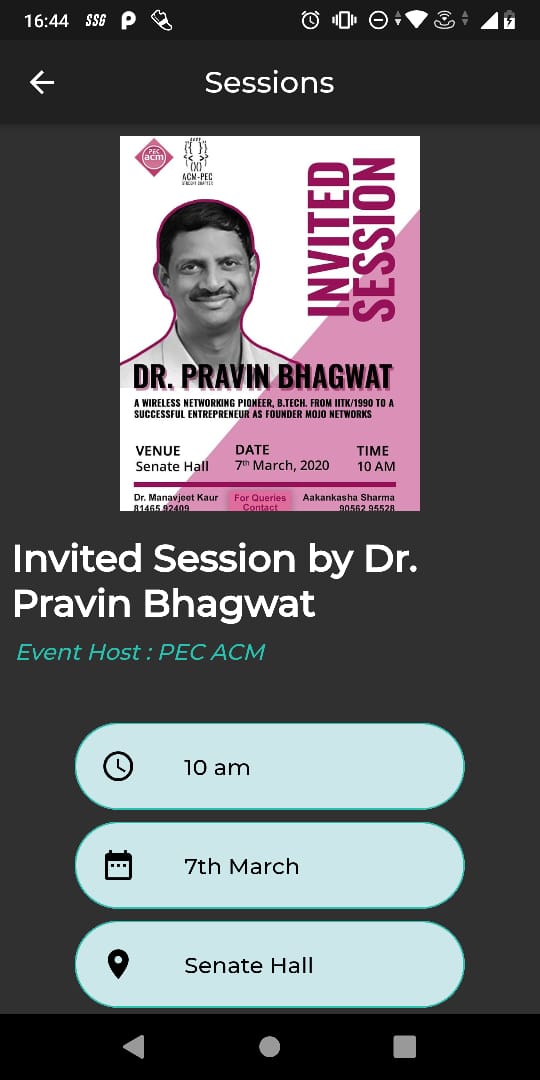 16:44 SSG
Sessions
PEC
acm
ACM-PEC
STUDENT CHAPTER
INVITED
SESSION
DR. PRAVIN BHAGWAT
A WIRELESS NETWORKING PIONEER, B.TECH. FROM IITK/1990 TO A
SUCCESSFUL ENTREPRENEUR AS FOUNDER MOJO NETWORKS
VENUE DATE TIME
Senate Hall 7th March, 2020 10 AM
Dr. Manavjeet Kaur For Queries Aakankasha Sharma
81465 92409 Contact 90562 95528
Invited Session by Dr.
Pravin Bhagwat
Event Host : PEC ACM
10 am
7th March
Senate Hall